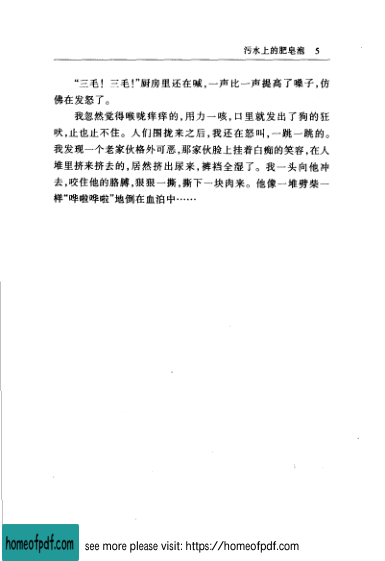 污水上的肥皂泡 5
“三毛！三毛！”厨房里还在喊，一声比一声提高了嗓子，仿
佛在发怒了。
我忽然觉得喉咙痒痒的，用力一咳，口里就发出了狗的狂
吠，止也止不住。人们围拢来之后，我还在怒叫，一跳一跳的。
我发现一个老家伙格外可恶，那家伙脸上挂着白痴的笑容，在人
堆里挤来挤去的，居然挤出尿来，裤裆全湿了。我一头向他冲
去，咬住他的胳膊，狠狠一撕，撕下一块肉来。他像一堆劈柴一
样“哗啦哗啦”地倒在血泊中……
homeofpdf.com
see more please visit: https://homeofpdf.com